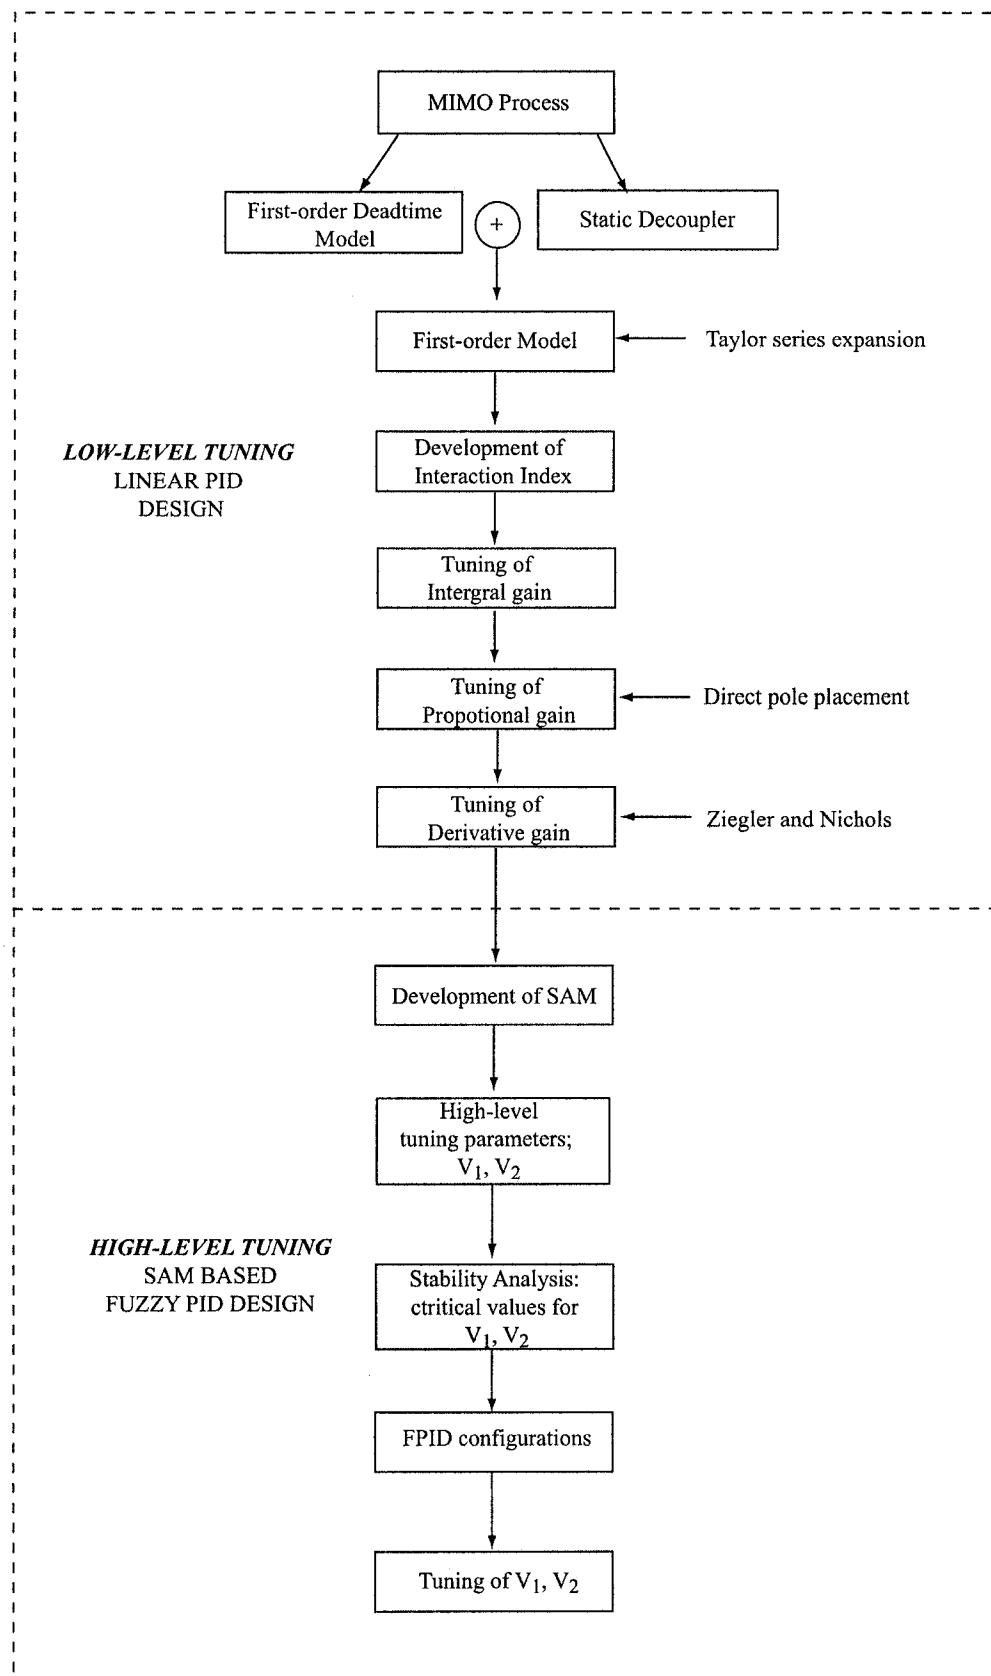 MIMO Process
First-order Deadtime
Model
+
Static Decoupler
First-order Model
Taylor series expansion
LOW-LEVEL TUNING
LINEAR PID
DESIGN
Development of
Interaction Index
Tuning of
Intergral gain
Tuning of
Propotional gain
Direct pole placement
Tuning of
Derivative gain
Ziegler and Nichols
Development of SAM
High-level
tuning parameters;
V1, V2
HIGH-LEVEL TUNING
SAM BASED
FUZZY PID DESIGN
Stability Analysis:
ctritical values for
V1, V2
FPID configurations
Tuning of V1, V2